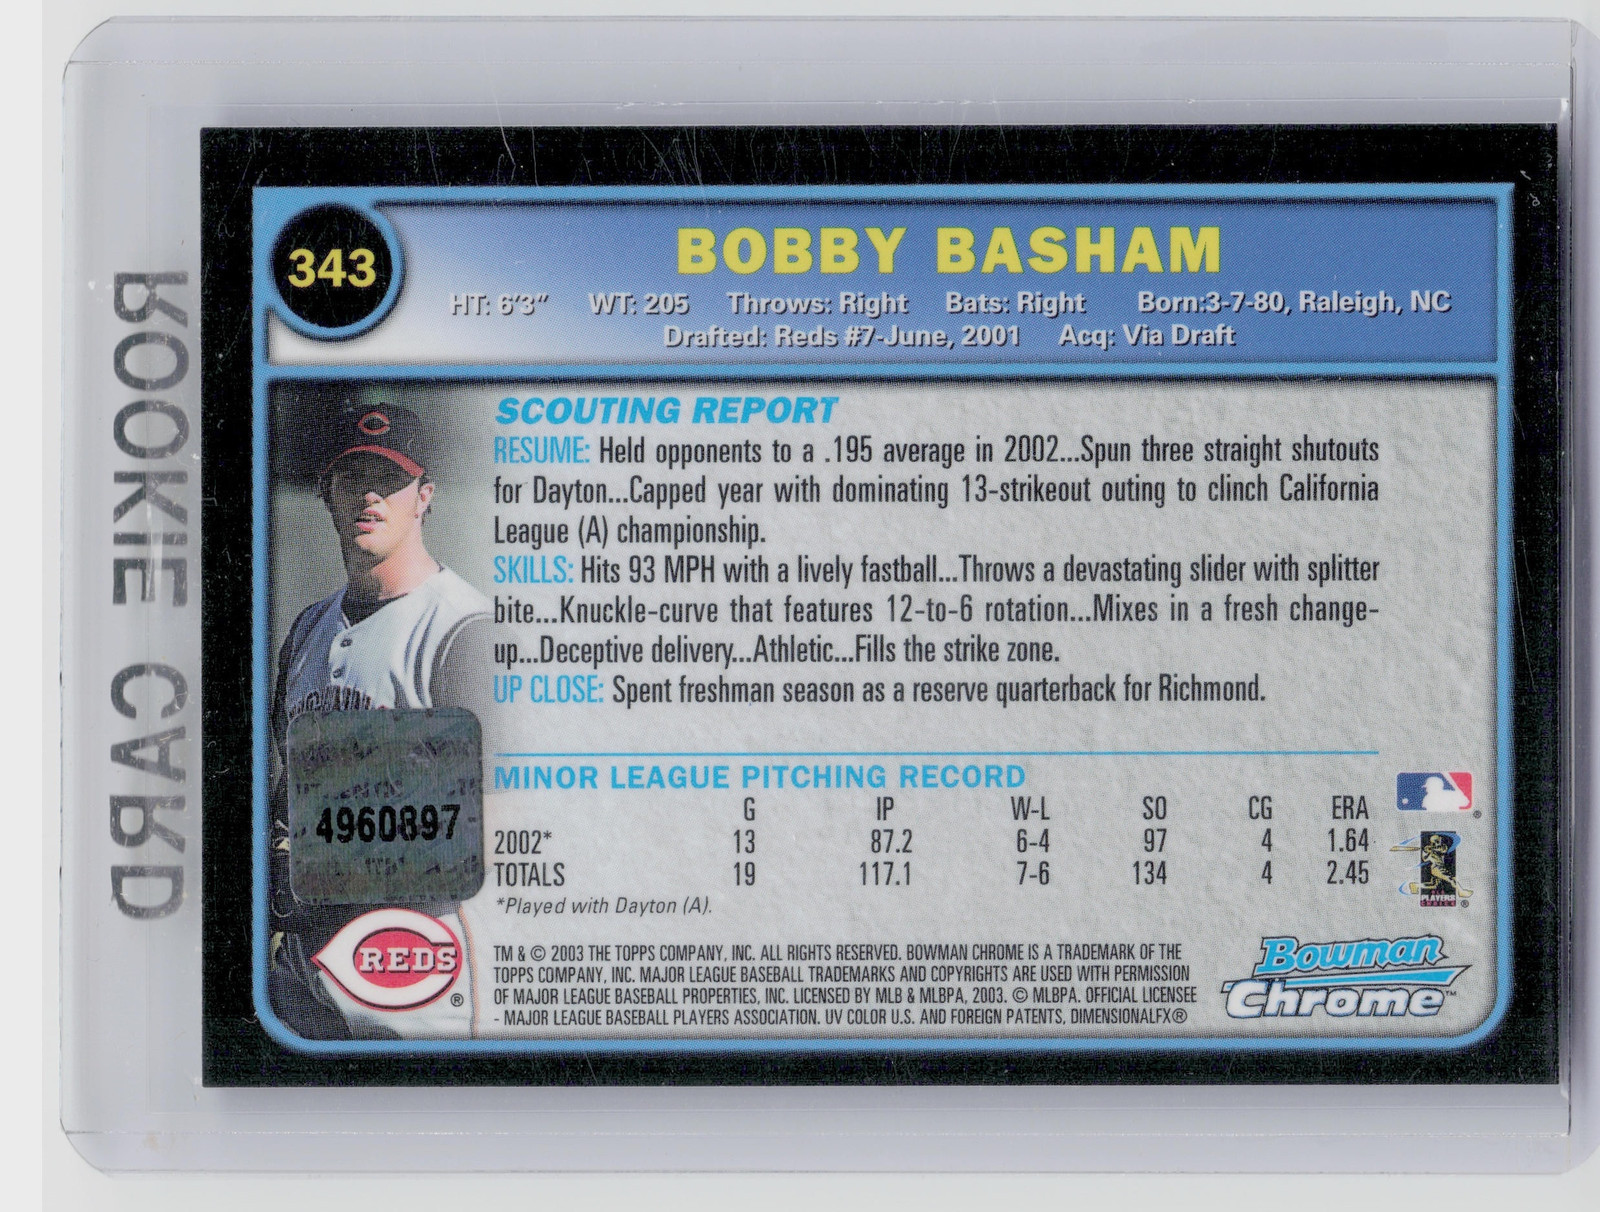 ROOKIE CARD
343
BOBBY BASHAM
HT: 6'3" WT: 205 Throws: Right Bats: Right Born:3-7-80, Raleigh, NC
Drafted: Reds #7-June, 2001 Acq: Via Draft
SCOUTING REPORT
RESUME: Held opponents to a .195 average in 2002...Spun three straight shutouts
for Dayton...Capped year with dominating 13-strikeout outing to clinch California
League (A) championship.
SKILLS: Hits 93 MPH with a lively fastball...Throws a devastating slider with splitter
bite...Knuckle-curve that features 12-to-6 rotation...Mixes in a fresh change-
up...Deceptive delivery...Athletic...Fills the strike zone.
UP CLOSE: Spent freshman season as a reserve quarterback for Richmond.
MINOR LEAGUE PITCHING RECORD
G IP W-L SO CG ERA
2002* 13 87.2 6-4 97 4 1.64
TOTALS 19 117.1 7-6 134 4 2.45
*Played with Dayton (A).
4960897
REDS®
TM & © 2003 THE TOPPS COMPANY, INC. ALL RIGHTS RESERVED. BOWMAN CHROME IS A TRADEMARK OF THE
TOPPS COMPANY, INC. MAJOR LEAGUE BASEBALL TRADEMARKS AND COPYRIGHTS ARE USED WITH PERMISSION
OF MAJOR LEAGUE BASEBALL PROPERTIES, INC. LICENSED BY MLB & MLBPA, 2003. © MLBPA. OFFICIAL LICENSEE
- MAJOR LEAGUE BASEBALL PLAYERS ASSOCIATION. UV COLOR U.S. AND FOREIGN PATENTS, DIMENSIONALFX®
PLAYERS
CHOICE ®
Bowman
Chrome™